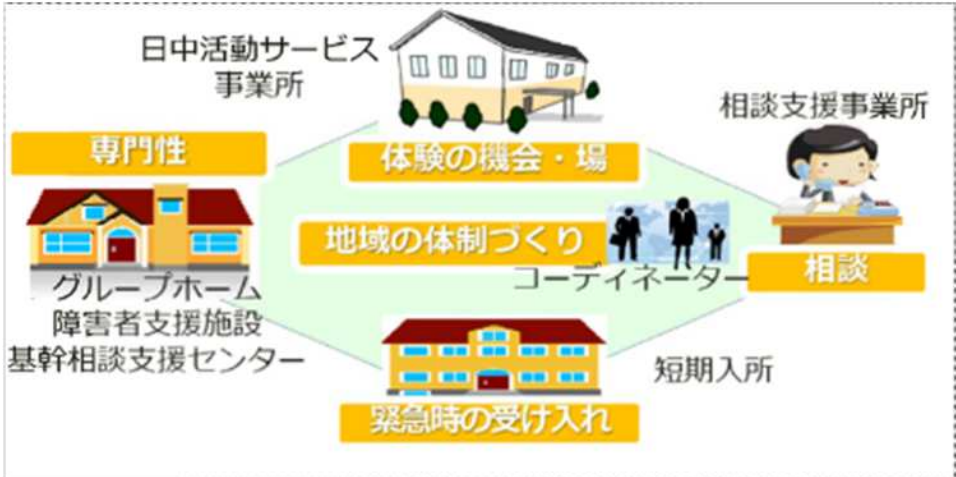 日中活動サービス
事業所
相談支援事業所
専門性
体験の機会・場
地域の体制づくり
コーディネーター
相談
グループホーム
障害者支援施設
基幹相談支援センター
短期入所
緊急時の受け入れ